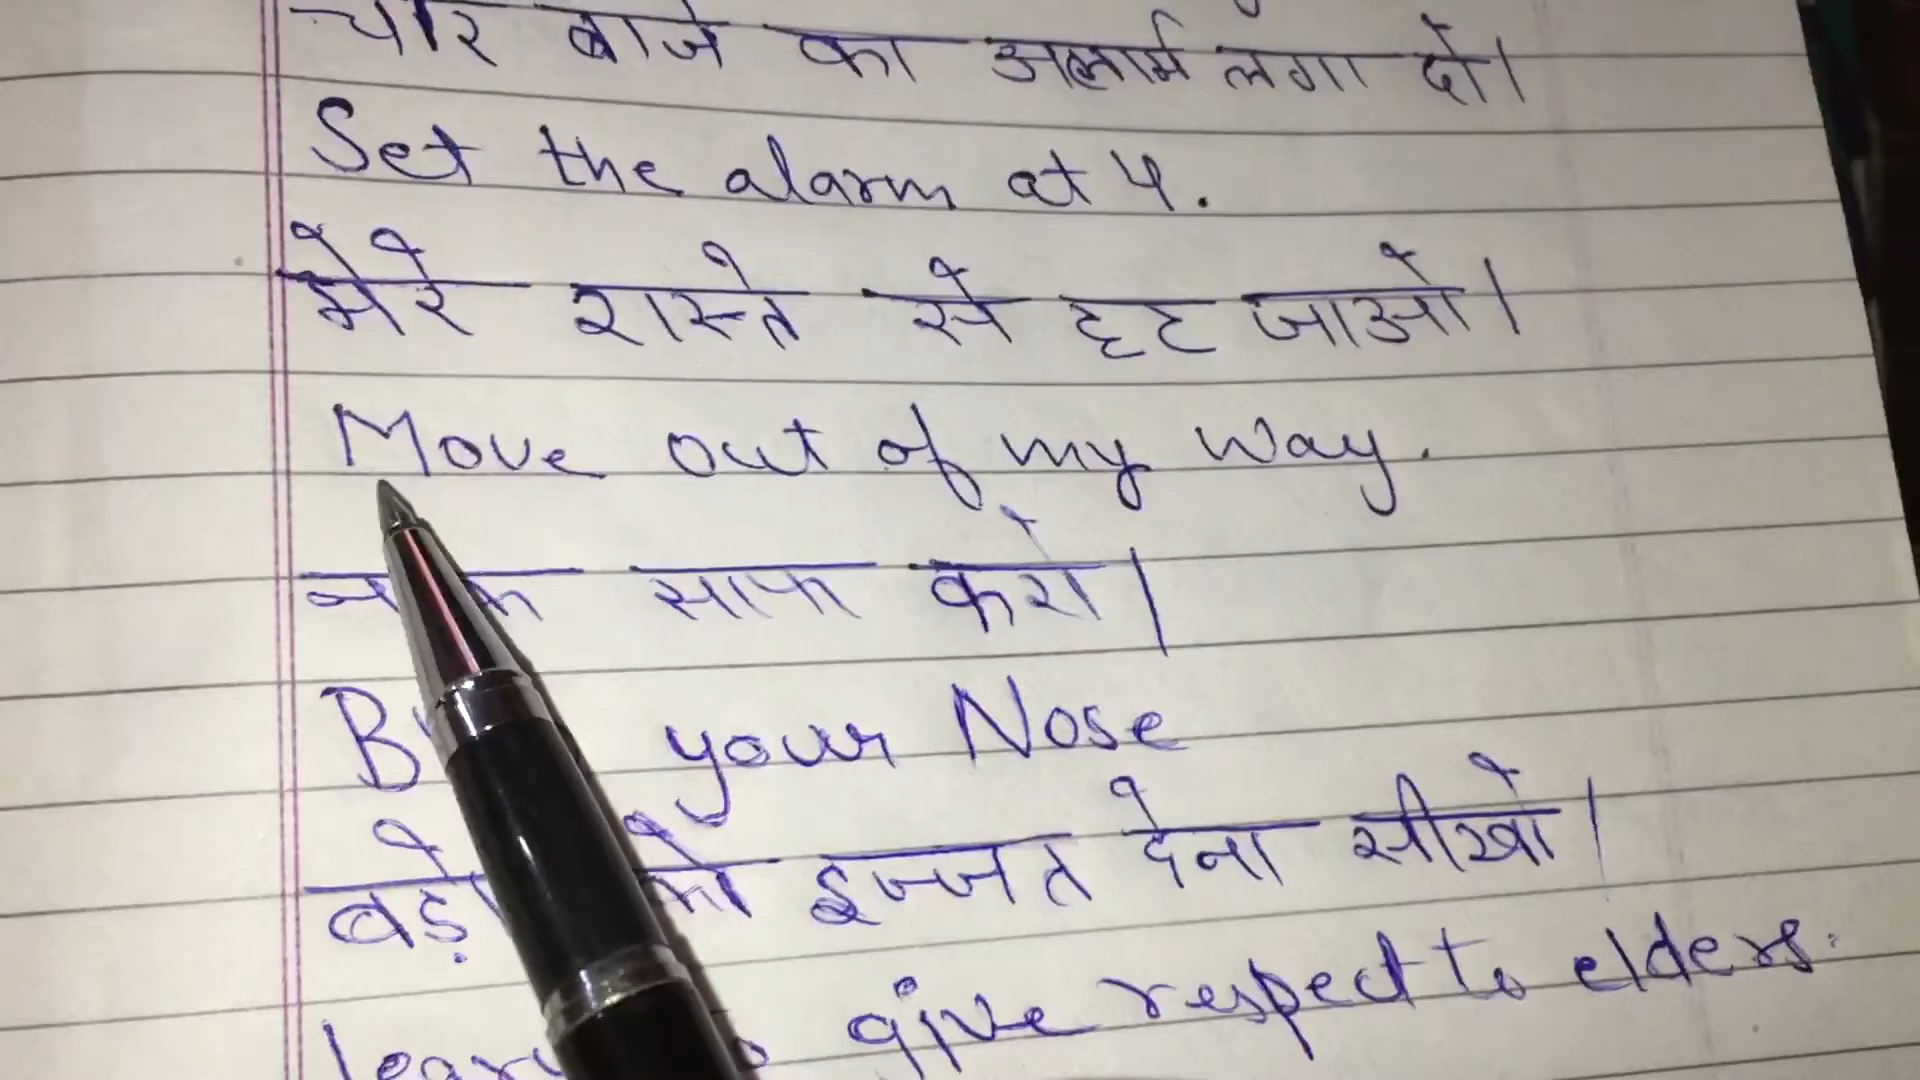 चार बाजे का अलार्म लगा दो।
Set the alarm at 4.
मेरे रास्ते से हट जाओ।
Move out of my way.
साफ करो।
your Nose
इज्जत देना सीखो।
give respect to elders.